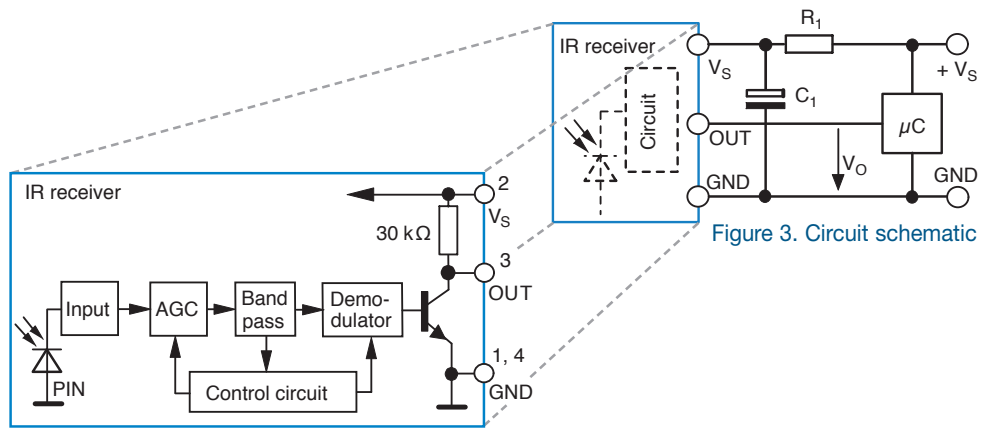 IR receiver
VS
R1
+ VS
C1
Circuit
OUT
µC
VO
GND
GND
Figure 3. Circuit schematic
IR receiver
2
VS
30 kΩ
3
OUT
Input
AGC
Band
pass
Demo-
dulator
PIN
Control circuit
1, 4
GND